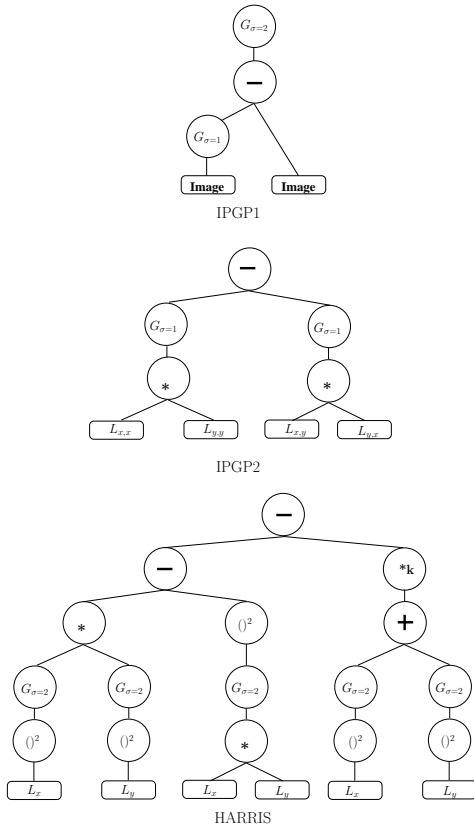 G_{σ=2}
−
G_{σ=1}
Image Image
IPGP1
−
G_{σ=1} G_{σ=1}
* *
L_{x,x} L_{y,y} L_{x,y} L_{y,x}
IPGP2
−
− *k
* ()² +
G_{σ=2} G_{σ=2} G_{σ=2} G_{σ=2} G_{σ=2}
()² ()² * ()² ()²
L_x L_y L_x L_y L_x L_y
HARRIS